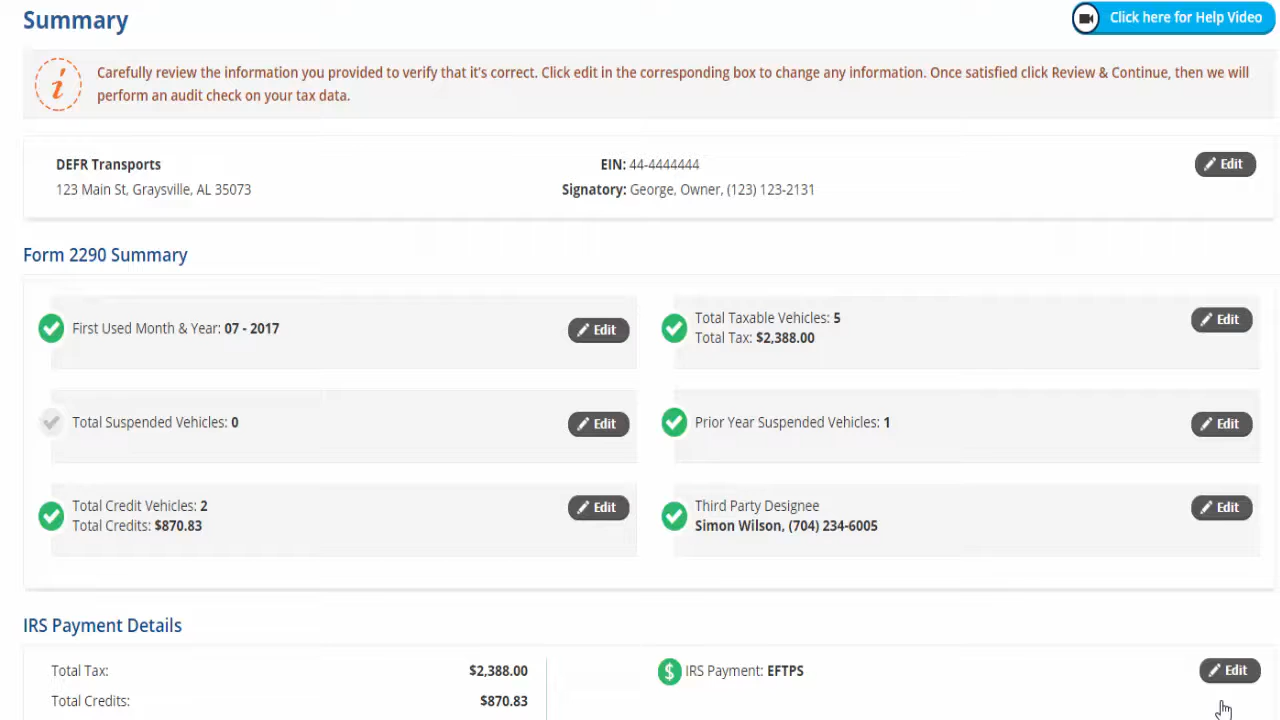 Summary
Click here for Help Video
i
Carefully review the information you provided to verify that it's correct. Click edit in the corresponding box to change any information. Once satisfied click Review & Continue, then we will
perform an audit check on your tax data.
DEFR Transports
EIN: 44-4444444
Edit
123 Main St, Graysville, AL 35073
Signatory: George, Owner, (123) 123-2131
Form 2290 Summary
First Used Month & Year: 07 - 2017
Edit
Total Taxable Vehicles: 5
Total Tax: $2,388.00
Edit
Total Suspended Vehicles: 0
Edit
Prior Year Suspended Vehicles: 1
Edit
Total Credit Vehicles: 2
Total Credits: $870.83
Edit
Third Party Designee
Simon Wilson, (704) 234-6005
Edit
IRS Payment Details
Total Tax: $2,388.00
$ IRS Payment: EFTPS
Edit
Total Credits: $870.83